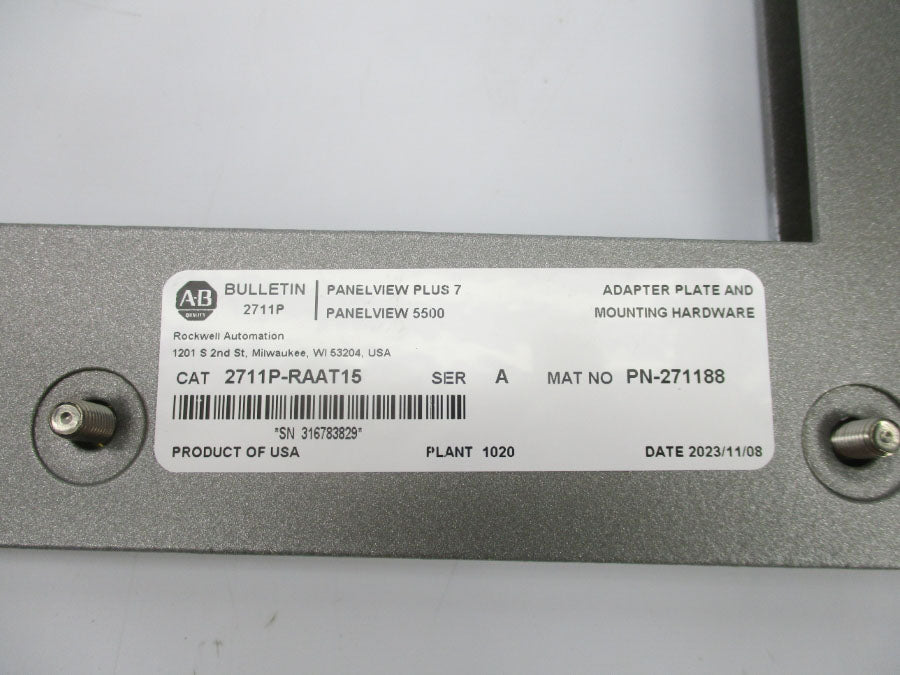 A-B
QUALITY
BULLETIN
2711P
PANELVIEW PLUS 7
PANELVIEW 5500
ADAPTER PLATE AND
MOUNTING HARDWARE
Rockwell Automation
1201 S 2nd St, Milwaukee, WI 53204, USA
CAT 2711P-RAAT15 SER A MAT NO PN-271188
*SN 316783829*
PRODUCT OF USA PLANT 1020 DATE 2023/11/08